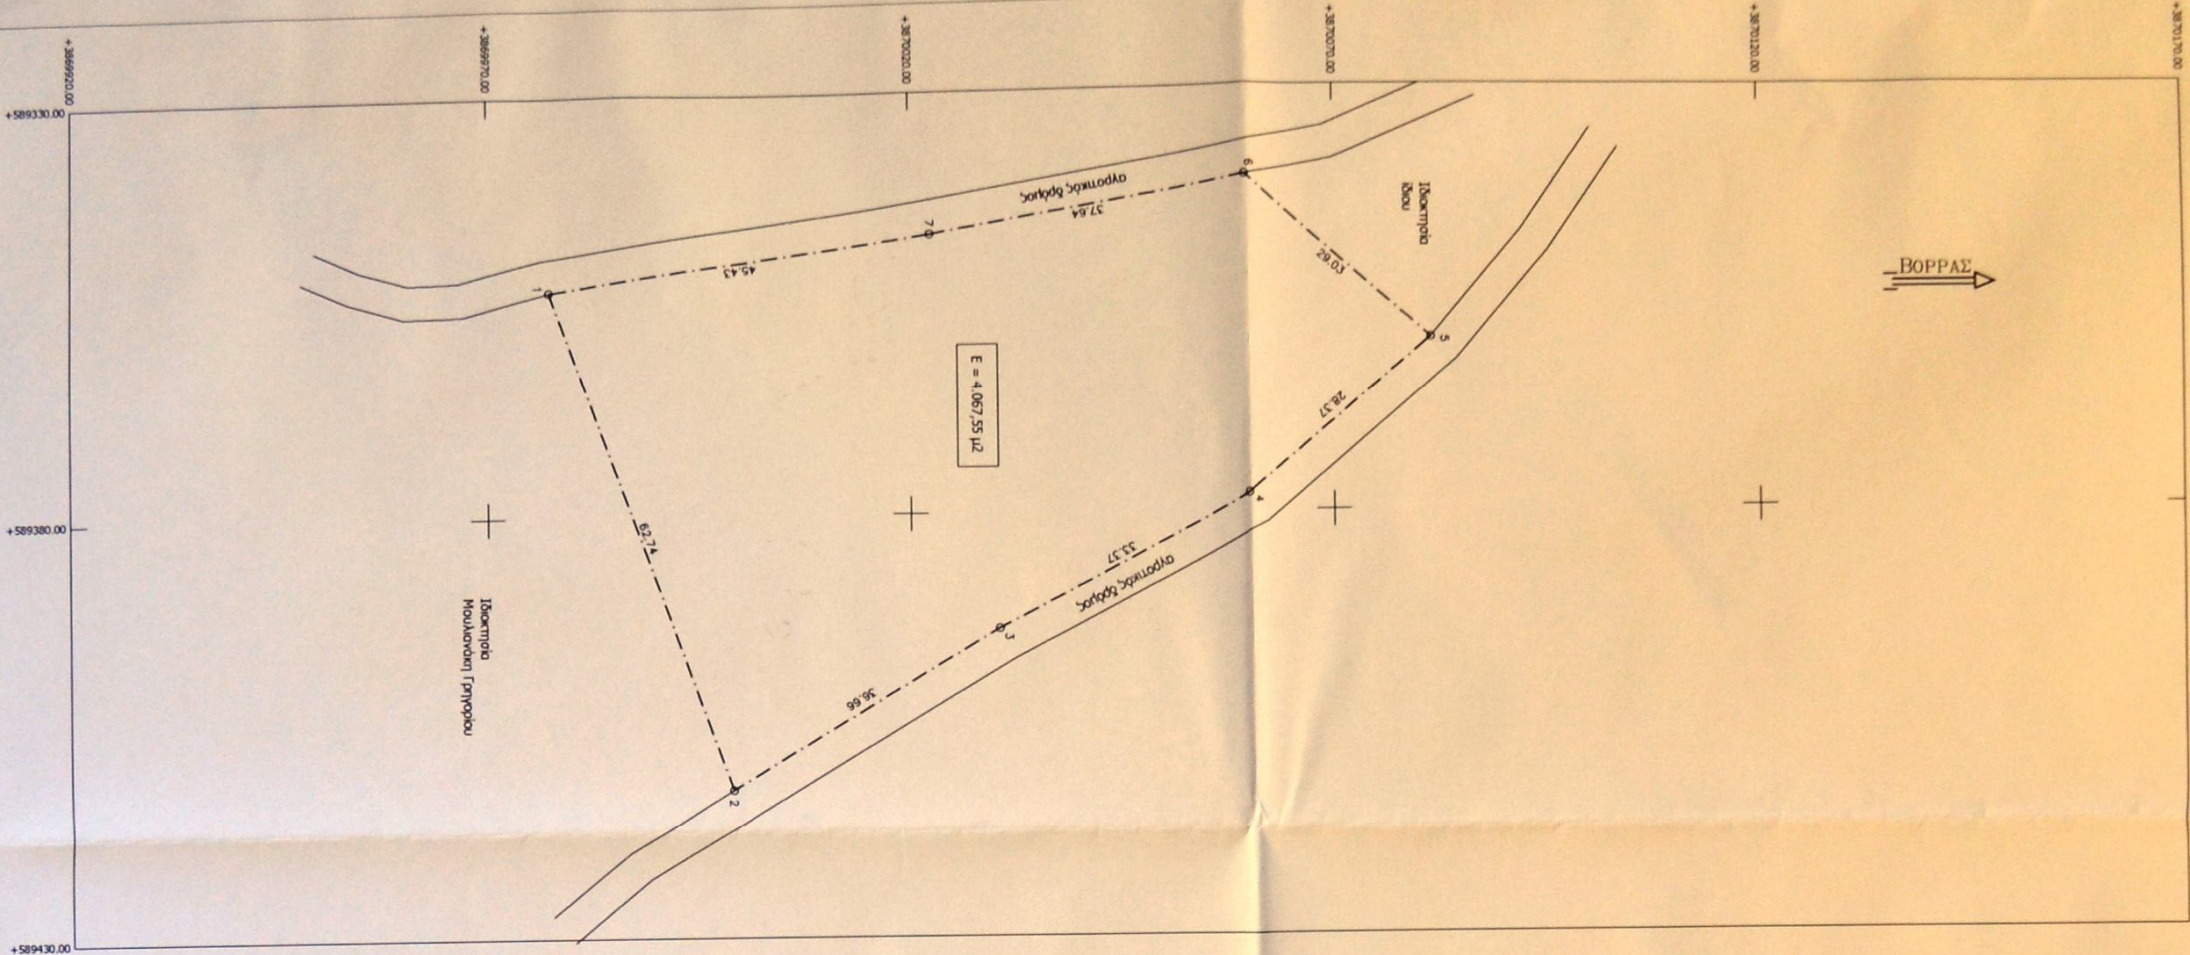 +3869920.00
+3869970.00
+3870020.00
+3870070.00
+3870120.00
+3870170.00
+589330.00
+589380.00
+589430.00
αγροτικός δρόμος
6
37.64
7
45.43
1
Ιδιοκτησία
ίδιου
29.03
5
ΒΟΡΡΑΣ
28.37
E = 4.067,55 μ2
4
33.37
αγροτικός δρόμος
62.74
3
36.66
2
Ιδιοκτησία
Μουλιανάκη Γρηγορίου